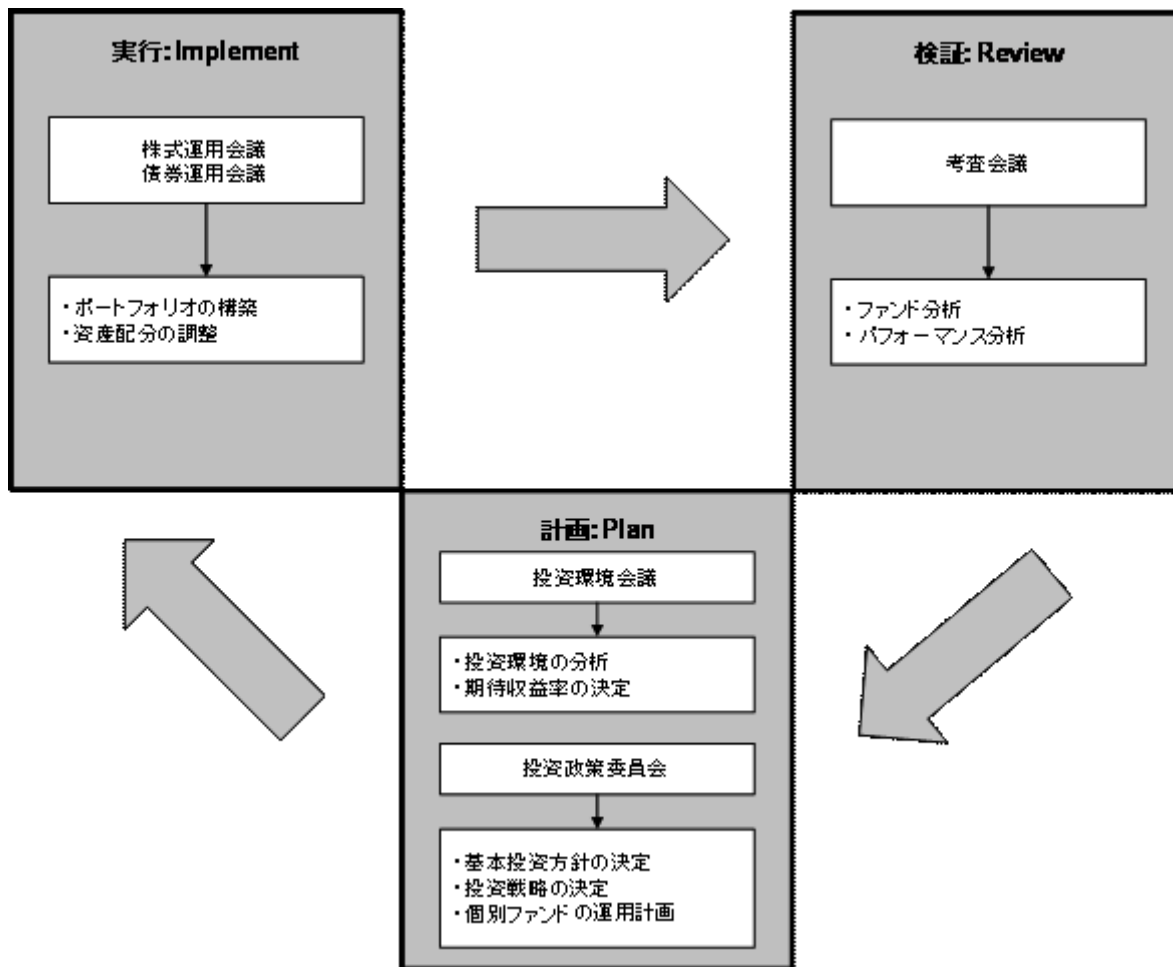 実行: Implement
株式運用会議
債券運用会議
・ポートフォリオの構築
・資産配分の調整
検証: Review
考査会議
・ファンド分析
・パフォーマンス分析
計画: Plan
投資環境会議
・投資環境の分析
・期待収益率の決定
投資政策委員会
・基本投資方針の決定
・投資戦略の決定
・個別ファンドの運用計画